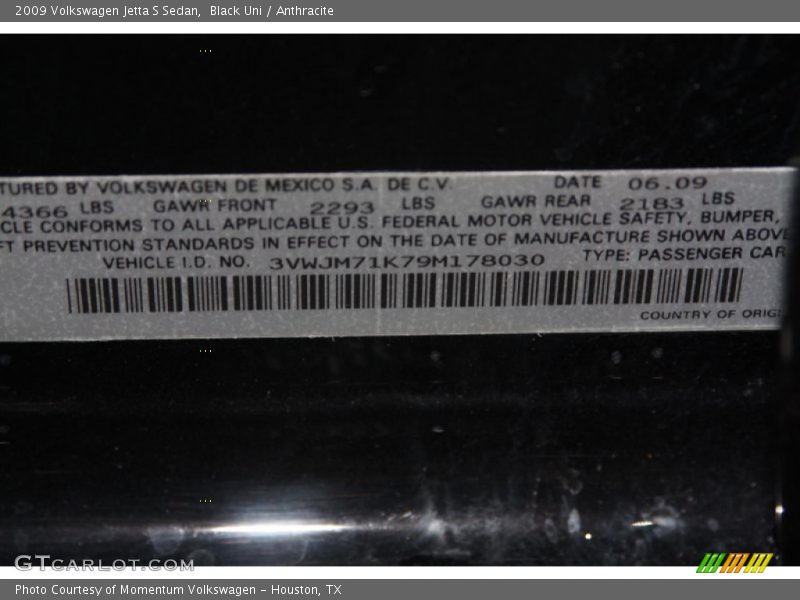 2009 Volkswagen Jetta S Sedan, Black Uni / Anthracite
TURED BY VOLKSWAGEN DE MEXICO S.A. DE C.V. DATE 06.09
4366 LBS GAWR FRONT 2293 LBS GAWR REAR 2183 LBS
CLE CONFORMS TO ALL APPLICABLE U.S. FEDERAL MOTOR VEHICLE SAFETY, BUMPER,
FT PREVENTION STANDARDS IN EFFECT ON THE DATE OF MANUFACTURE SHOWN ABOVE
VEHICLE I.D. NO. 3VWJM71K79M178030 TYPE: PASSENGER CAR
COUNTRY OF ORIGI
GTcarlot.com
Photo Courtesy of Momentum Volkswagen - Houston, TX